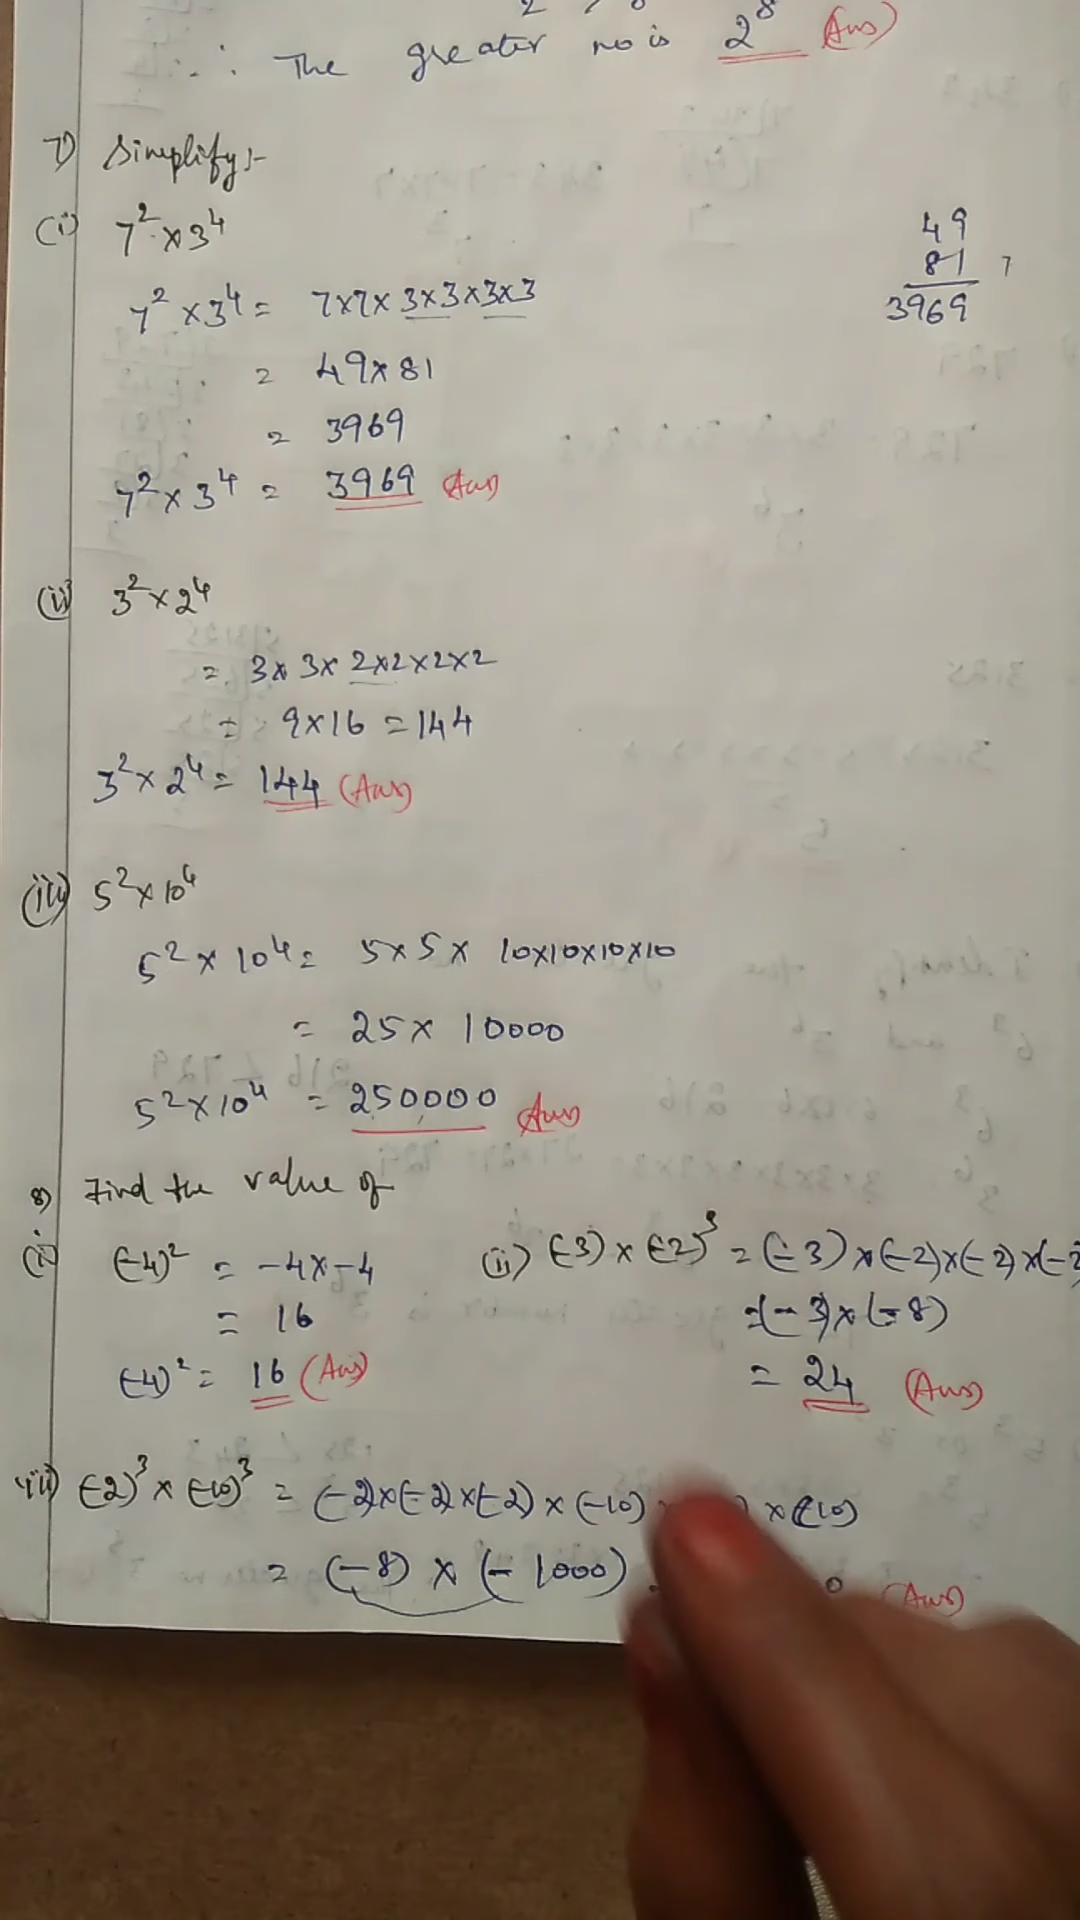 ∴ The greater no is 2⁸ (Ans)
7) Simplify:-
(i) 7² × 3⁴
7² × 3⁴ = 7×7× 3×3×3×3
= 49 × 81
= 3969
7² × 3⁴ = 3969 Ans
49
81
3969
(ii) 3² × 2⁴
= 3 × 3 × 2×2×2×2
= 9×16 = 144
3² × 2⁴ = 144 (Ans)
(iii) 5² × 10⁴
5² × 10⁴ = 5 × 5 × 10×10×10×10
= 25 × 10000
5² × 10⁴ = 250000 Ans
8) Find the value of
(i) (-4)² = -4×-4
= 16
(-4)² = 16 (Ans)
(ii) (-3) × (-2)³ = (-3) × (-2)×(-2)×(-2
= (-3) × (-8)
= 24 (Ans)
iii) (-2)³ × (-10)³ = (-2)×(-2)×(-2) × (-10) × (-10)
= (-8) × (-1000) 0 (Ans)